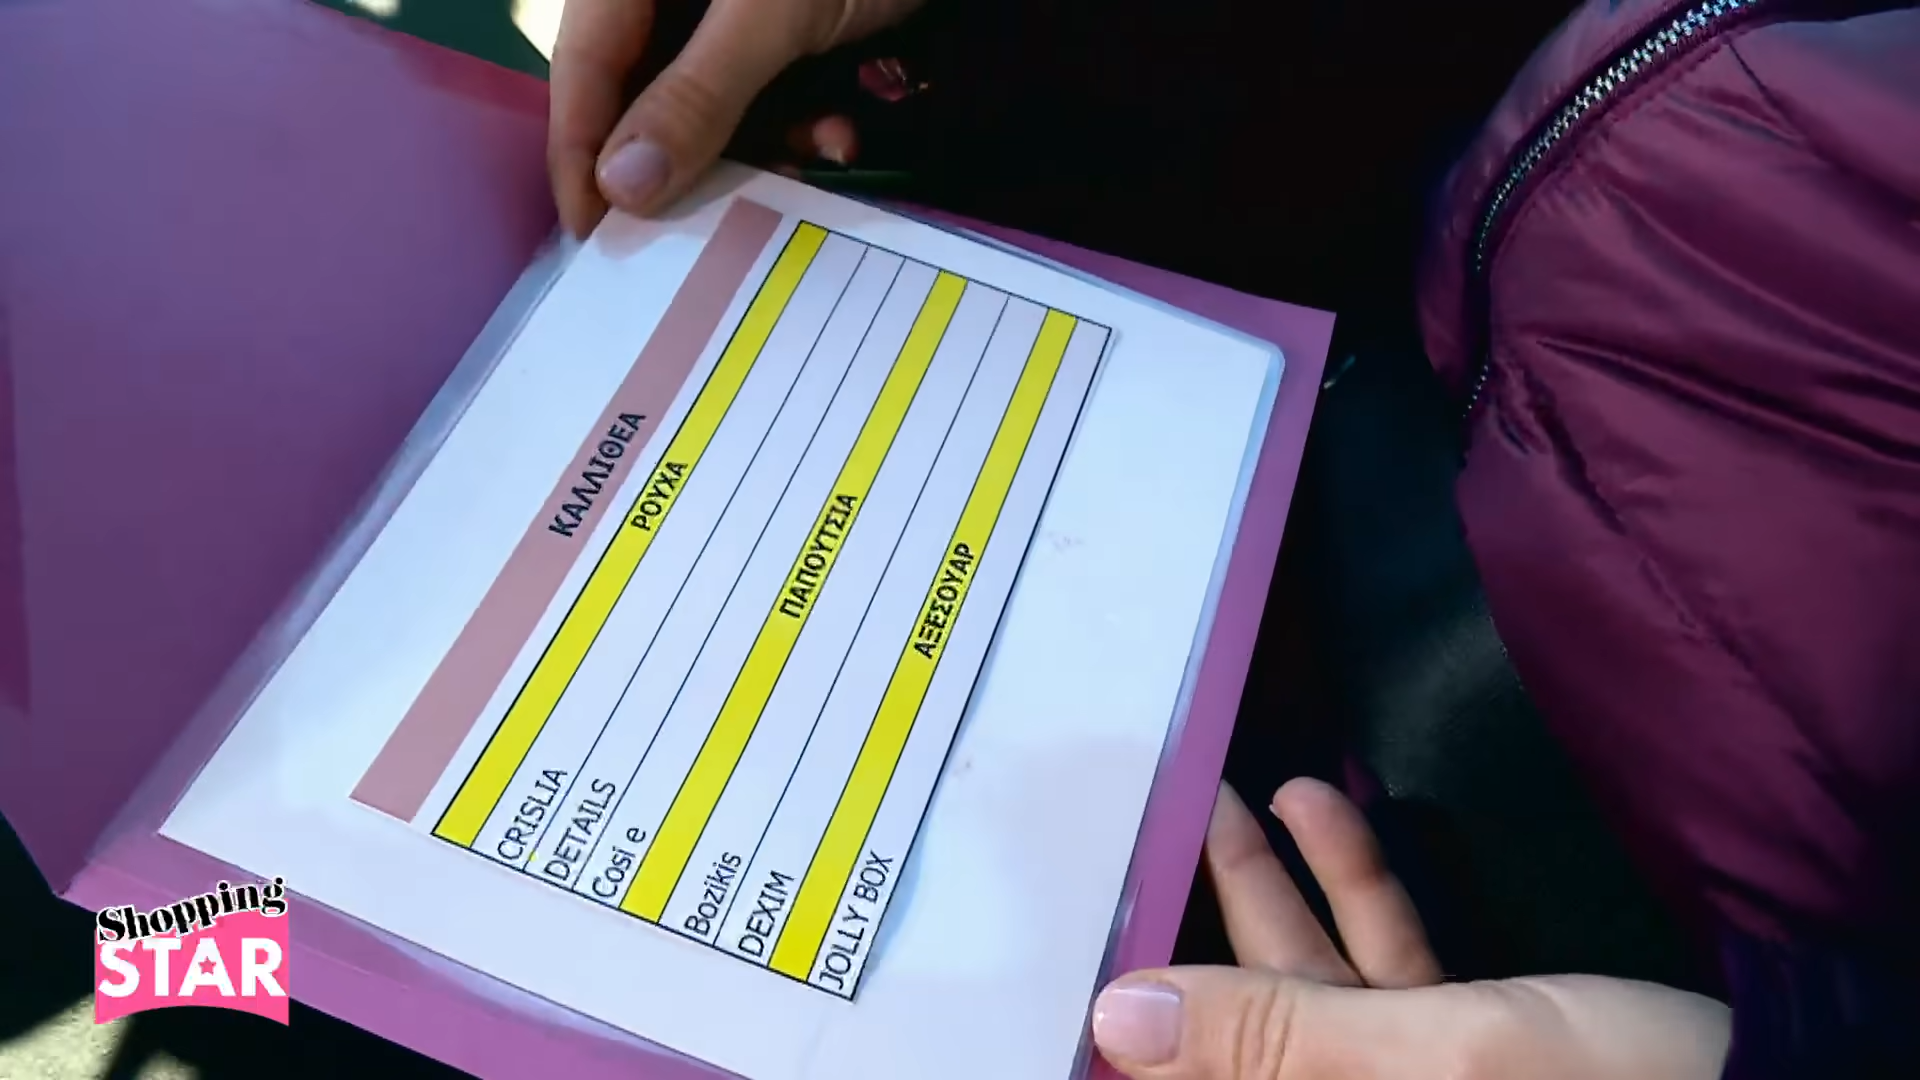 ΚΑΛΛΙΘΕΑ
ΡΟΥΧΑ
CRISLIA
DETAILS
Cosi e
ΠΑΠΟΥΤΣΙΑ
Bozikis
DEXIM
ΑΞΕΣΟΥΑΡ
JOLLY BOX
Shopping
STAR